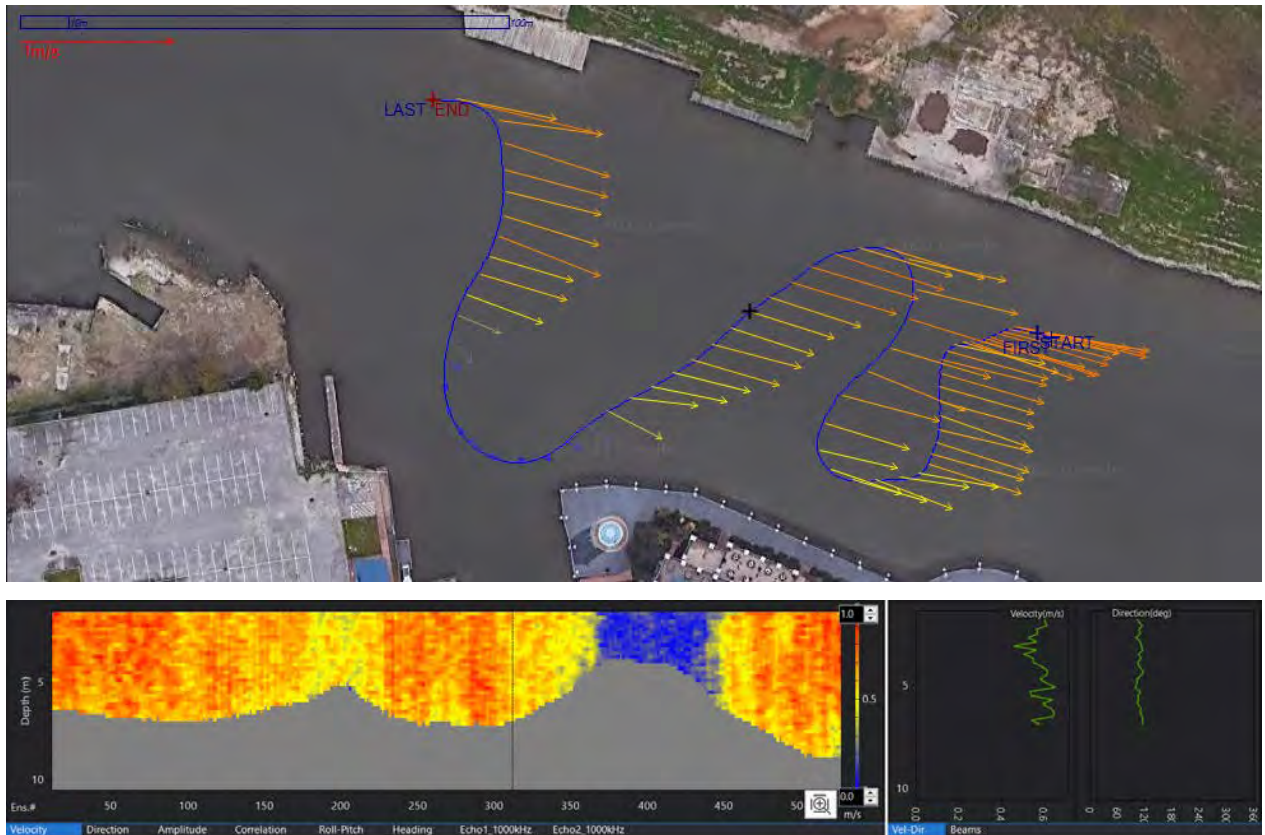 10m
100m
1m/s
LAST END
FIRST
START
1.0
5
0.5
Depth (m)
10
0.0
m/s
Ens.#
50
100
150
200
250
300
350
400
450
Velocity
Direction
Amplitude
Correlation
Roll-Pitch
Heading
Echo1_1000kHz
Echo2_1000kHz
Velocity(m/s)
Direction(deg)
5
10
0.0
0.2
0.4
0.6
0
60
120
180
240
300
Vel-Dir
Beams